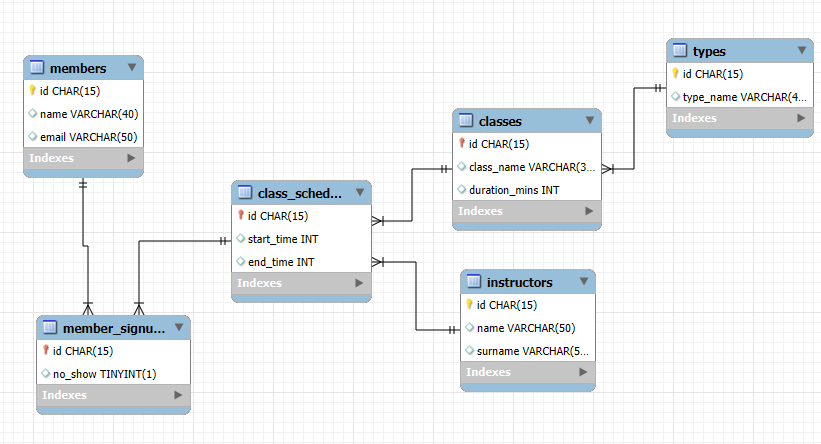 members
id CHAR(15)
name VARCHAR(40)
email VARCHAR(50)
Indexes
class_sched...
id CHAR(15)
start_time INT
end_time INT
Indexes
member_signu...
id CHAR(15)
no_show TINYINT(1)
Indexes
classes
id CHAR(15)
class_name VARCHAR(3...
duration_mins INT
Indexes
instructors
id CHAR(15)
name VARCHAR(50)
surname VARCHAR(5...
Indexes
types
id CHAR(15)
type_name VARCHAR(4...
Indexes